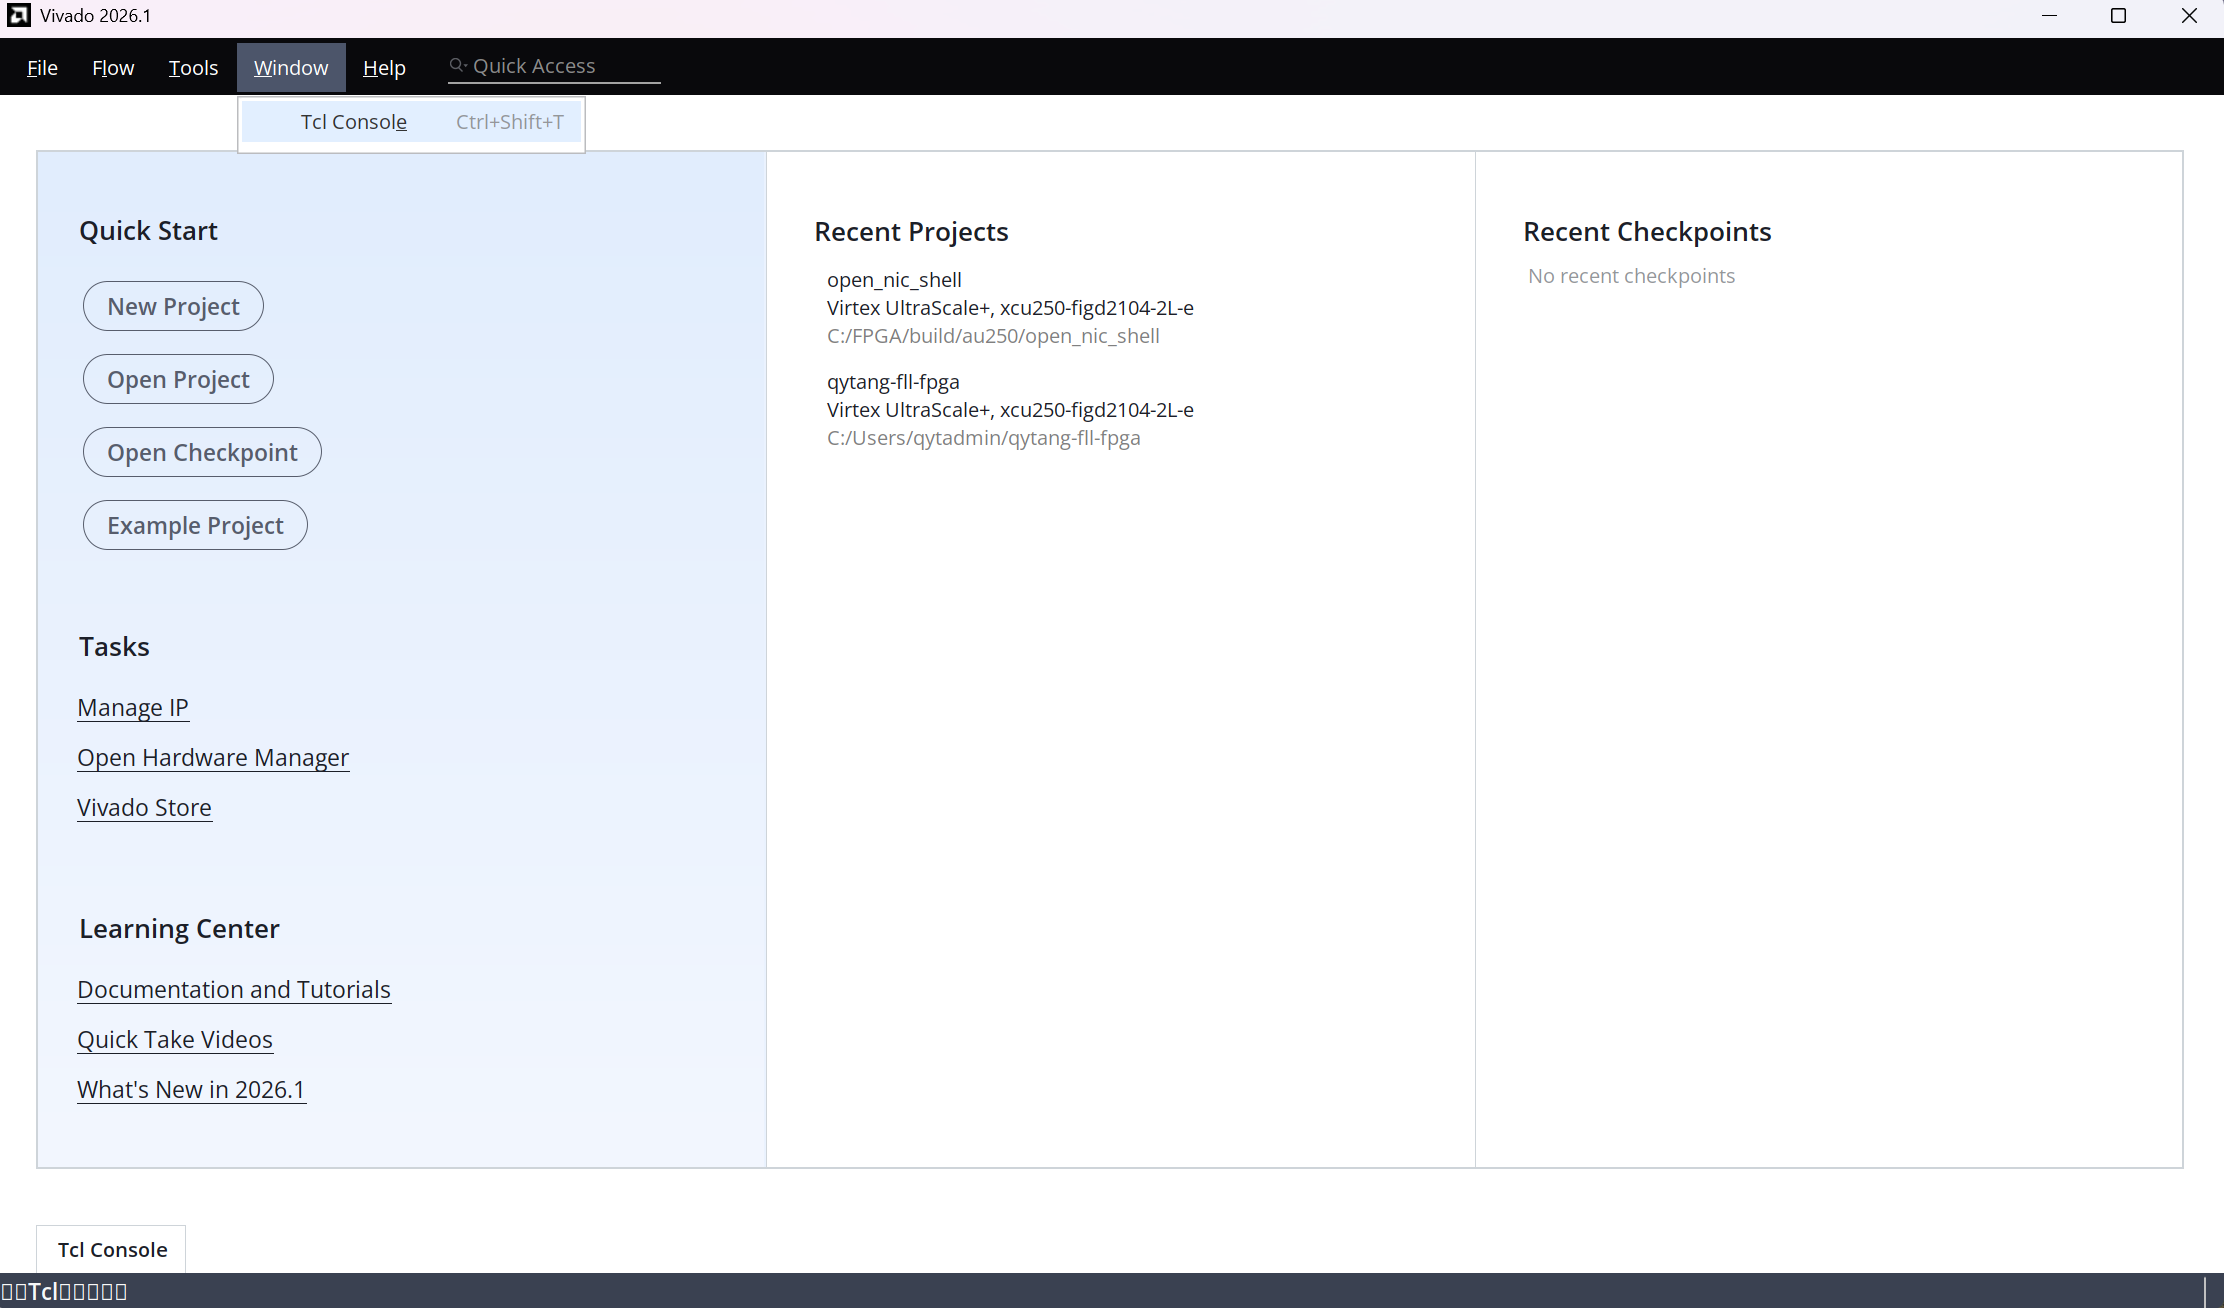 Vivado 2026.1
File Flow Tools Window Help Quick Access
Tcl Console Ctrl+Shift+T
Quick Start
New Project
Open Project
Open Checkpoint
Example Project
Tasks
Manage IP
Open Hardware Manager
Vivado Store
Learning Center
Documentation and Tutorials
Quick Take Videos
What's New in 2026.1
Recent Projects
open_nic_shell
Virtex UltraScale+, xcu250-figd2104-2L-e
C:/FPGA/build/au250/open_nic_shell
qytang-fll-fpga
Virtex UltraScale+, xcu250-figd2104-2L-e
C:/Users/qytadmin/qytang-fll-fpga
Recent Checkpoints
No recent checkpoints
Tcl Console
Tcl